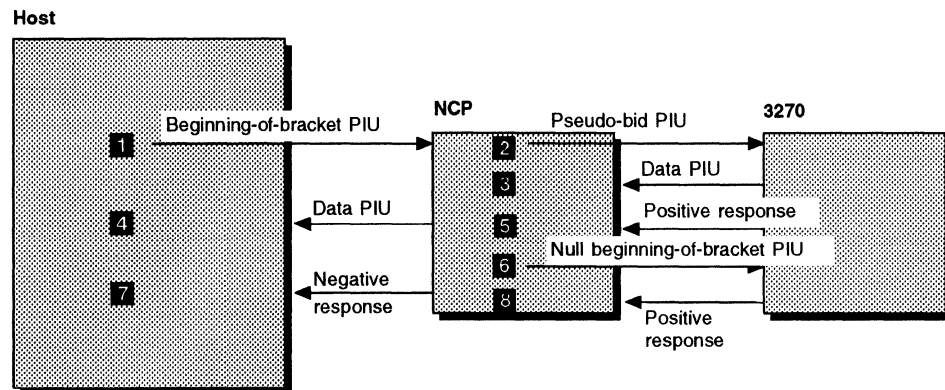 Host
NCP
3270
Beginning-of-bracket PIU
Pseudo-bid PIU
1
2
Data PIU
3
Data PIU
4
Positive response
5
Null beginning-of-bracket PIU
6
Negative
response
7
8
Positive
response